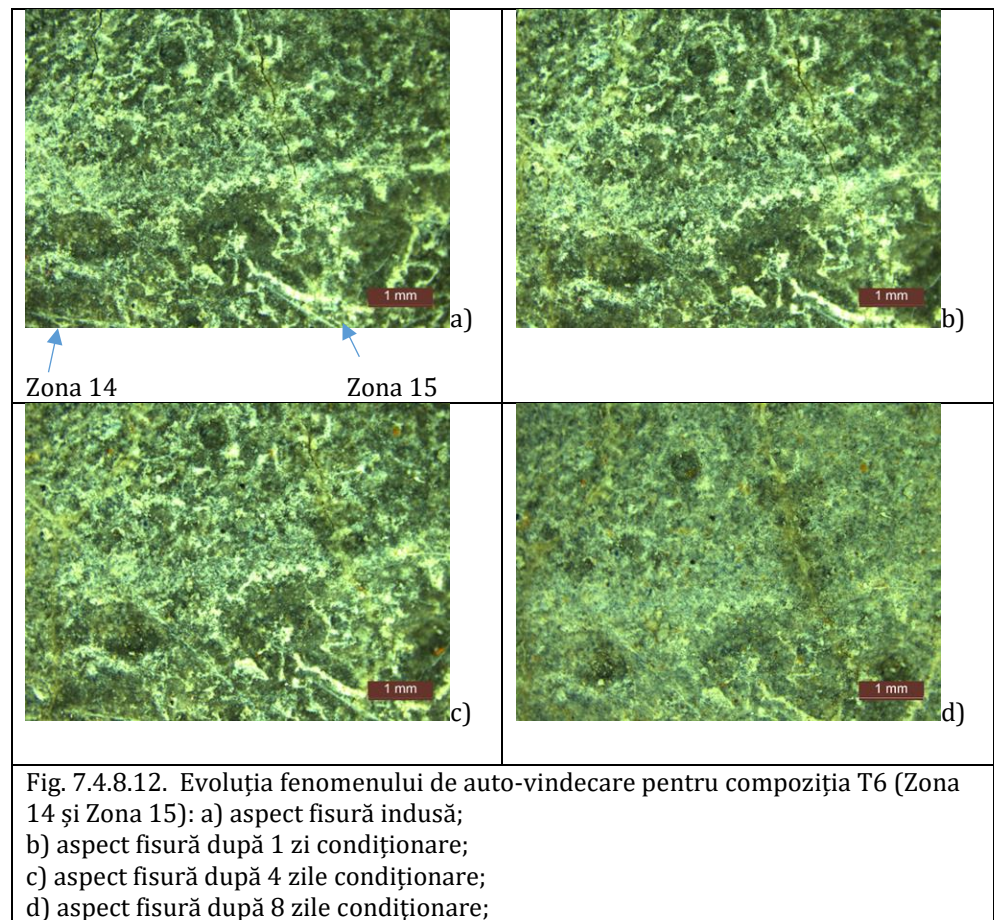 1 mm
a)
1 mm
b)
Zona 14
Zona 15
1 mm
c)
1 mm
d)
Fig. 7.4.8.12. Evoluția fenomenului de auto-vindecare pentru compoziția T6 (Zona
14 și Zona 15): a) aspect fisură indusă;
b) aspect fisură după 1 zi condiționare;
c) aspect fisură după 4 zile condiționare;
d) aspect fisură după 8 zile condiționare;